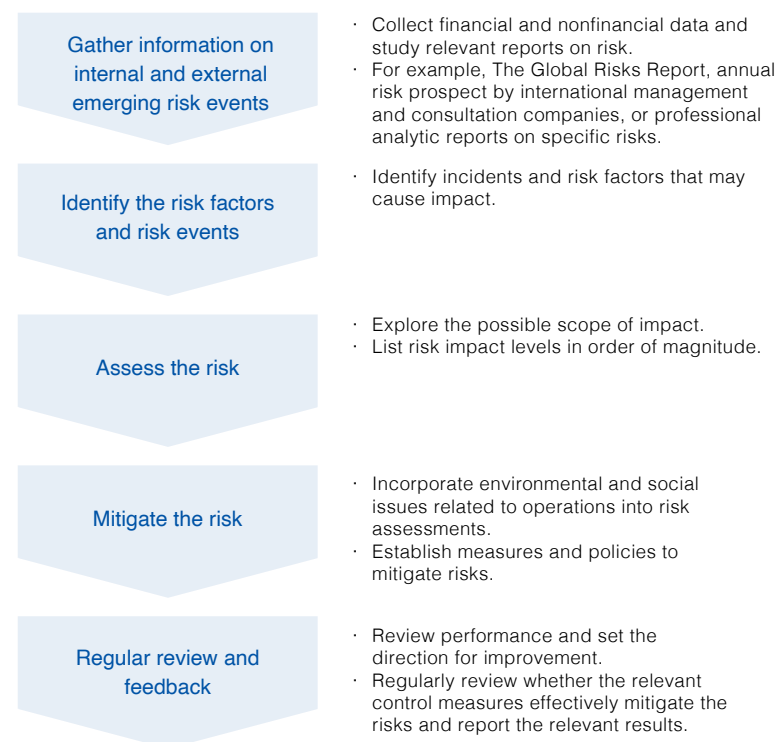 Gather information on
internal and external
emerging risk events
· Collect financial and nonfinancial data and
study relevant reports on risk.
· For example, The Global Risks Report, annual
risk prospect by international management
and consultation companies, or professional
analytic reports on specific risks.
Identify the risk factors
and risk events
· Identify incidents and risk factors that may
cause impact.
Assess the risk
· Explore the possible scope of impact.
· List risk impact levels in order of magnitude.
Mitigate the risk
· Incorporate environmental and social
issues related to operations into risk
assessments.
· Establish measures and policies to
mitigate risks.
Regular review and
feedback
· Review performance and set the
direction for improvement.
· Regularly review whether the relevant
control measures effectively mitigate the
risks and report the relevant results.